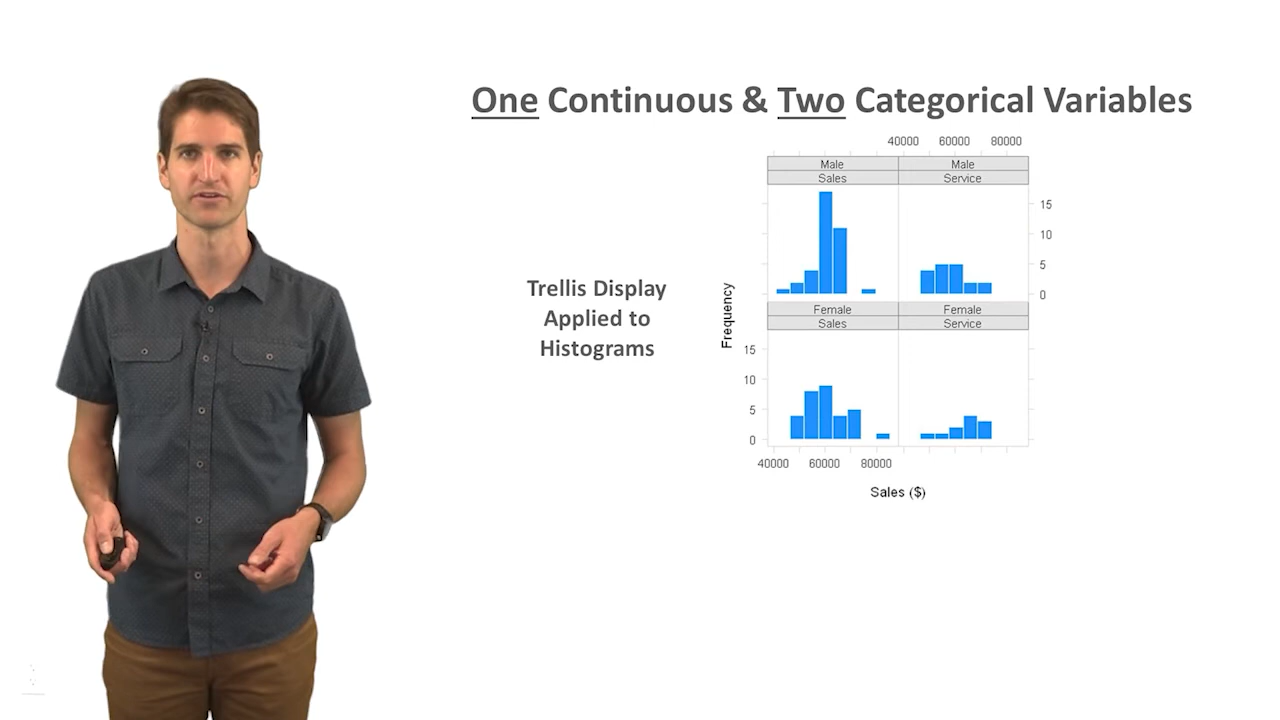 One Continuous & Two Categorical Variables
40000 60000 80000
Male Male
Sales Service
15
10
5
0
Trellis Display
Applied to
Histograms
Frequency
Female Female
Sales Service
15
10
5
0
40000 60000 80000
Sales ($)